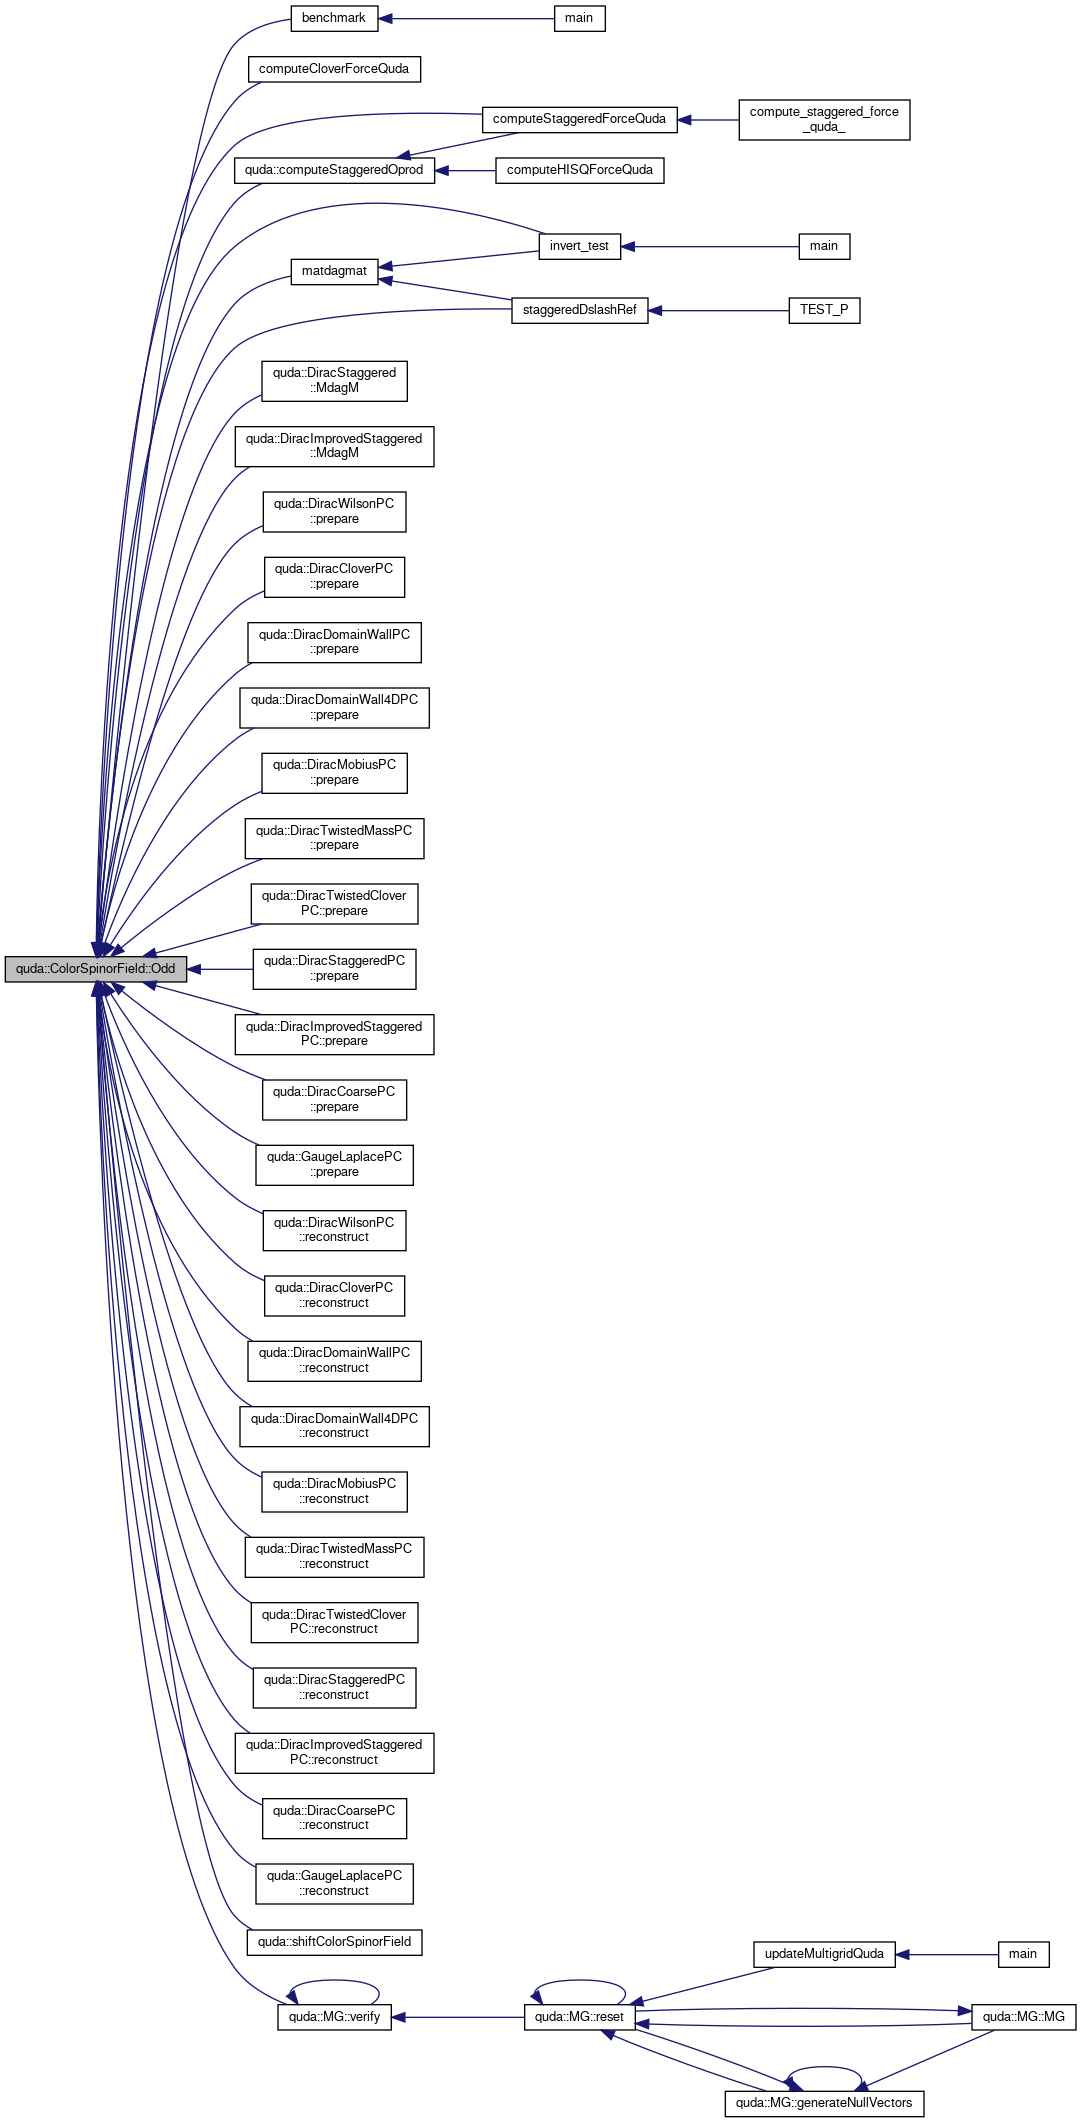 benchmark
main
computeCloverForceQuda
computeStaggeredForceQuda
compute_staggered_force
_quda_
quda::computeStaggeredOprod
computeHISQForceQuda
invert_test
main
matdagmat
staggeredDslashRef
TEST_P
quda::DiracStaggered
::MdagM
quda::DiracImprovedStaggered
::MdagM
quda::DiracWilsonPC
::prepare
quda::DiracCloverPC
::prepare
quda::DiracDomainWallPC
::prepare
quda::DiracDomainWall4DPC
::prepare
quda::DiracMobiusPC
::prepare
quda::DiracTwistedMassPC
::prepare
quda::DiracTwistedClover
PC::prepare
quda::ColorSpinorField::Odd
quda::DiracStaggeredPC
::prepare
quda::DiracImprovedStaggered
PC::prepare
quda::DiracCoarsePC
::prepare
quda::GaugeLaplacePC
::prepare
quda::DiracWilsonPC
::reconstruct
quda::DiracCloverPC
::reconstruct
quda::DiracDomainWallPC
::reconstruct
quda::DiracDomainWall4DPC
::reconstruct
quda::DiracMobiusPC
::reconstruct
quda::DiracTwistedMassPC
::reconstruct
quda::DiracTwistedClover
PC::reconstruct
quda::DiracStaggeredPC
::reconstruct
quda::DiracImprovedStaggered
PC::reconstruct
quda::DiracCoarsePC
::reconstruct
quda::GaugeLaplacePC
::reconstruct
quda::shiftColorSpinorField
updateMultigridQuda
main
quda::MG::verify
quda::MG::reset
quda::MG::MG
quda::MG::generateNullVectors